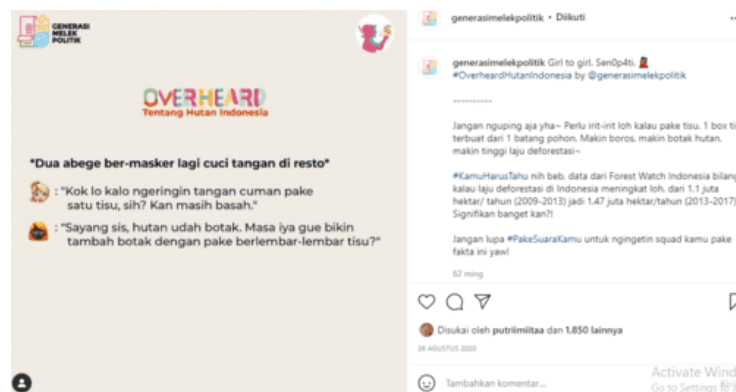 GENERASI
MELEK
POLITIK
OVERHEARD
Tentang Hutan Indonesia
*Dua abege ber-masker lagi cuci tangan di resto*
: "Kok lo kalo ngeringin tangan cuman pake
satu tisu, sih? Kan masih basah."
: "Sayang sis, hutan udah botak. Masa iya gue bikin
tambah botak dengan pake berlembar-lembar tisu?"
generasimelekpolitik • Diikuti
generasimelekpolitik Girl to girl. Sen0p4ti.
#OverheardHutanIndonesia by @generasimelekpolitik
----------
Jangan nguping aja yha~ Perlu irit-irit loh kalau pake tisu. 1 box
terbuat dari 1 batang pohon. Makin boros, makin botak hutan,
makin tinggi laju deforestasi~
#KamuHarusTahu nih beb, data dari Forest Watch Indonesia bilang
kalau laju deforestasi di Indonesia meningkat loh, dari 1.1 juta
hektar/ tahun (2009-2013) jadi 1.47 juta hektar/tahun (2013-2017)
Signifikan banget kan?!
Jangan lupa #PakeSuaraKamu untuk ngingetin squad kamu pake
fakta ini yaw!
62 ming
Disukai oleh putriimiitaa dan 1.850 lainnya
26 AGUSTUS 2020
Tambahkan komentar...
Activate Wind
Go to Settings to